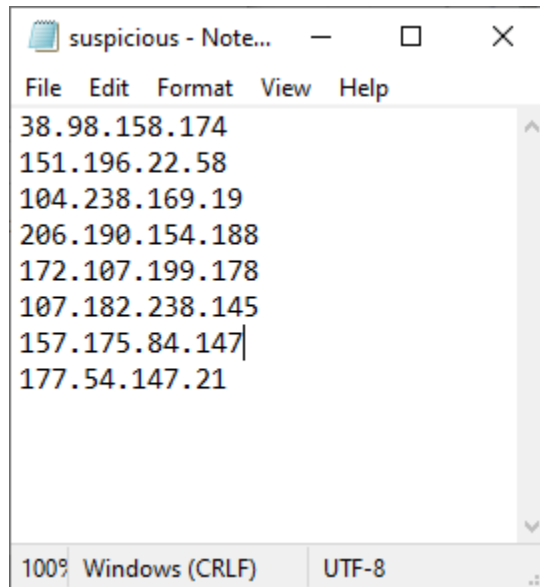 suspicious - Note...
File Edit Format View Help
38.98.158.174
151.196.22.58
104.238.169.19
206.190.154.188
172.107.199.178
107.182.238.145
157.175.84.147
177.54.147.21
100% Windows (CRLF) UTF-8